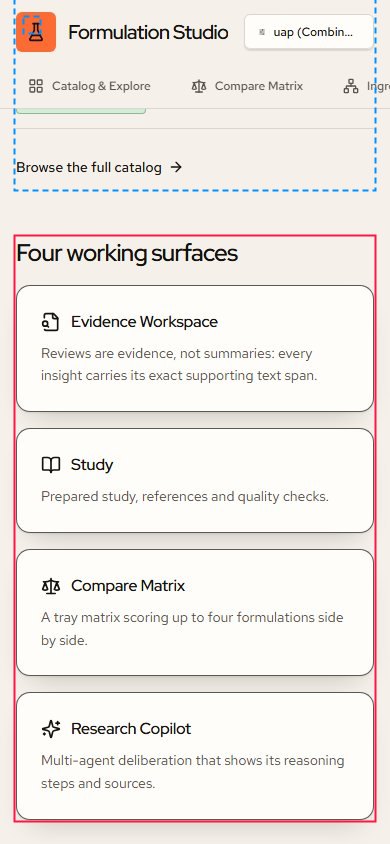 Formulation Studio
uap (Combin...
Catalog & Explore
Compare Matrix
Browse the full catalog
Four working surfaces
Evidence Workspace
Reviews are evidence, not summaries: every
insight carries its exact supporting text span.
Study
Prepared study, references and quality checks.
Compare Matrix
A tray matrix scoring up to four formulations side
by side.
Research Copilot
Multi-agent deliberation that shows its reasoning
steps and sources.